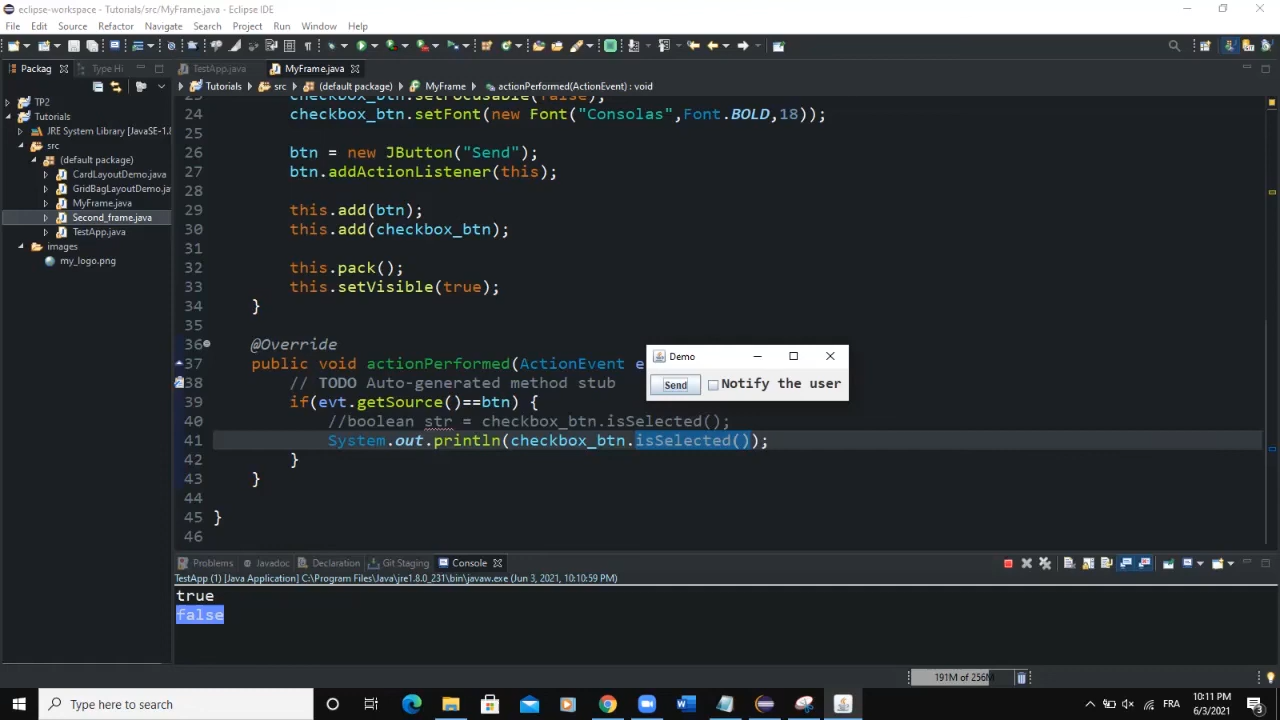 eclipse-workspace - Tutorials/src/MyFrame.java - Eclipse IDE
File Edit Source Refactor Navigate Search Project Run Window Help
Packag Type Hi TestApp.java MyFrame.java
Tutorials src (default package) MyFrame actionPerformed(ActionEvent) : void
TP2
Tutorials
JRE System Library [JavaSE-1.8
src
(default package)
CardLayoutDemo.java
GridBagLayoutDemo.ja
MyFrame.java
Second_frame.java
TestApp.java
images
my_logo.png
23 checkbox_btn.setFocusable(false);
24 checkbox_btn.setFont(new Font("Consolas",Font.BOLD,18));
25
26 btn = new JButton("Send");
27 btn.addActionListener(this);
28
29 this.add(btn);
30 this.add(checkbox_btn);
31
32 this.pack();
33 this.setVisible(true);
34 }
35
36 @Override
37 public void actionPerformed(ActionEvent e
38 // TODO Auto-generated method stub
39 if(evt.getSource()==btn) {
40 //boolean str = checkbox_btn.isSelected();
41 System.out.println(checkbox_btn.isSelected());
42 }
43 }
44
45 }
46
Demo
Send Notify the user
Problems Javadoc Declaration Git Staging Console
TestApp (1) [Java Application] C:\Program Files\Java\jre1.8.0_231\bin\javaw.exe (Jun 3, 2021, 10:10:59 PM)
true
false
191M of 256M
Type here to search
FR
10:11 PM
6/3/2021
3